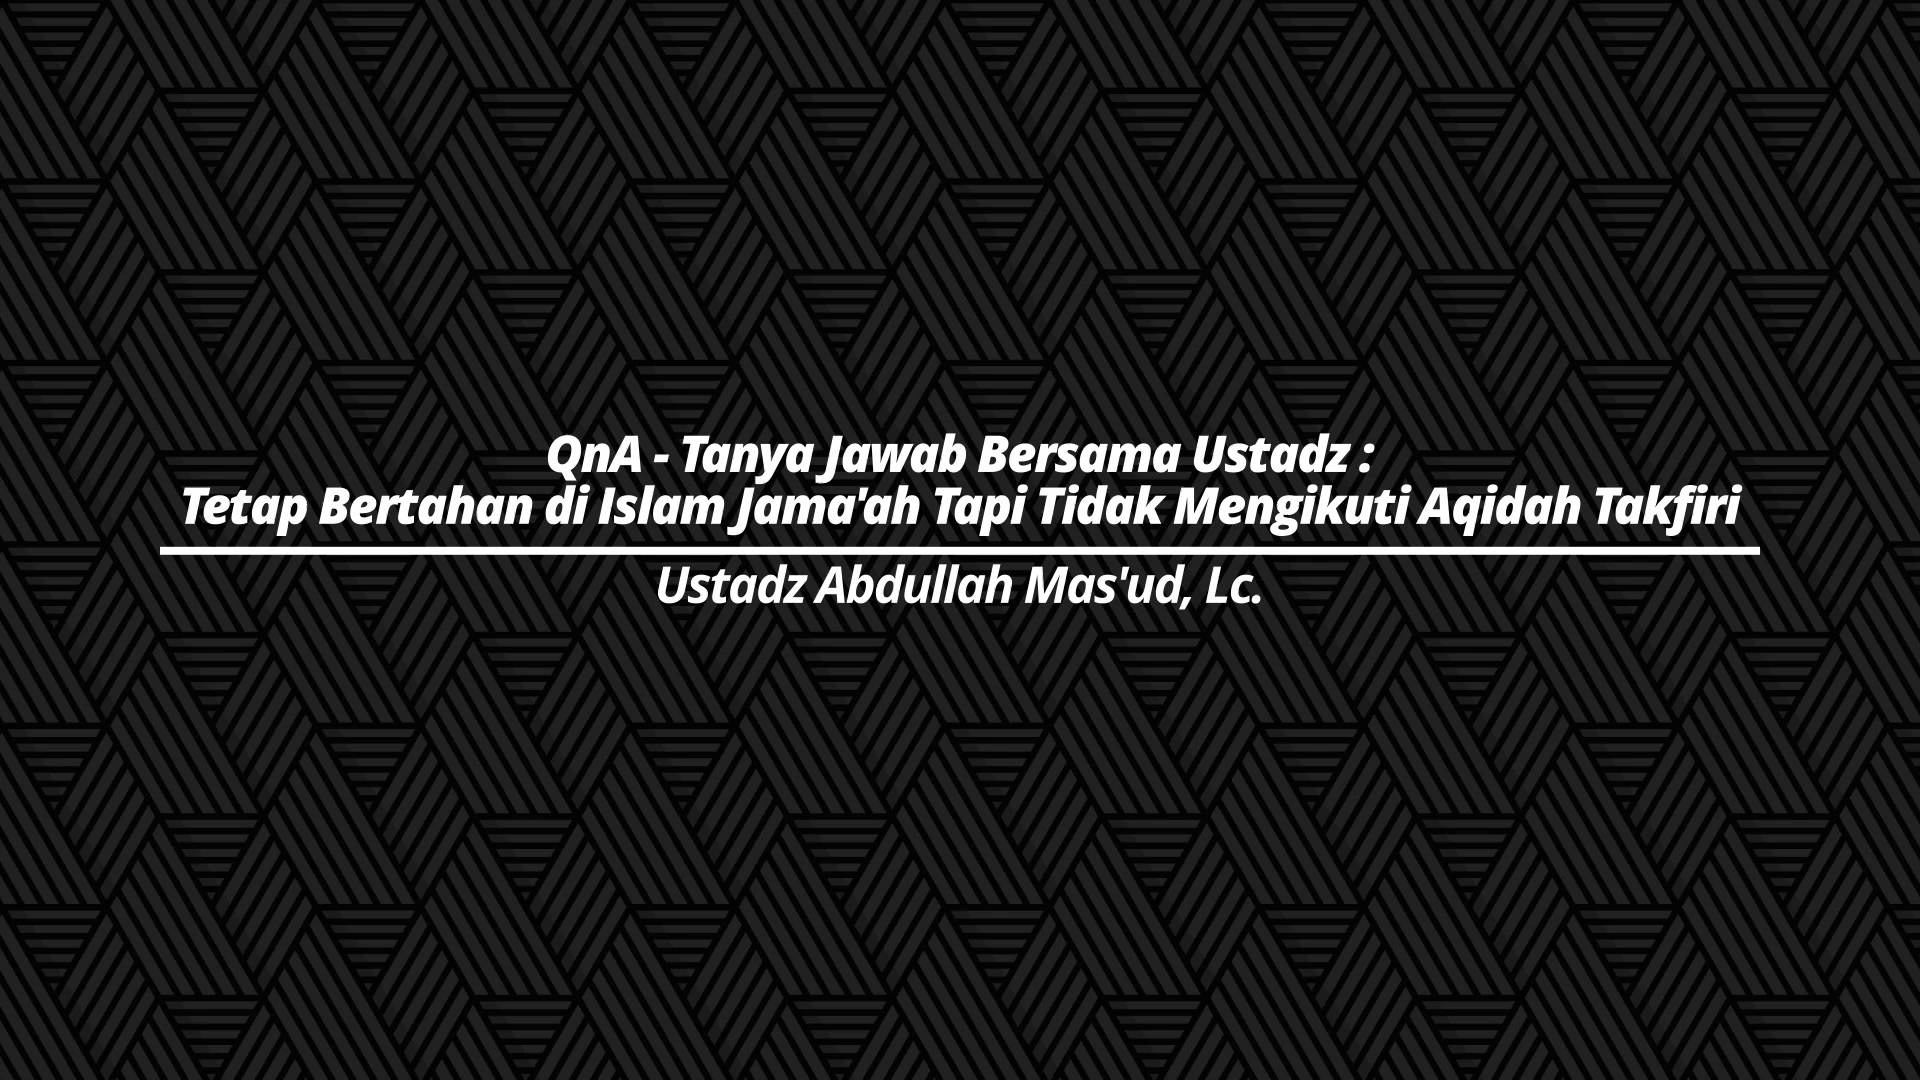 QnA - Tanya Jawab Bersama Ustadz :
Tetap Bertahan di Islam Jama'ah Tapi Tidak Mengikuti Aqidah Takfiri
Ustadz Abdullah Mas'ud, Lc.